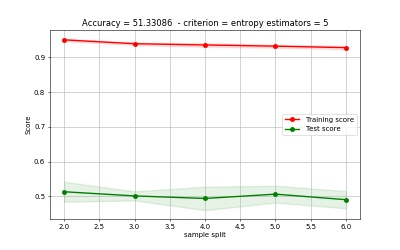 Accuracy = 51.33086  - criterion = entropy estimators = 5
0.9
0.8
0.7
0.6
0.5
Score
Training score
Test score
2.0 2.5 3.0 3.5 4.0 4.5 5.0 5.5 6.0
sample split